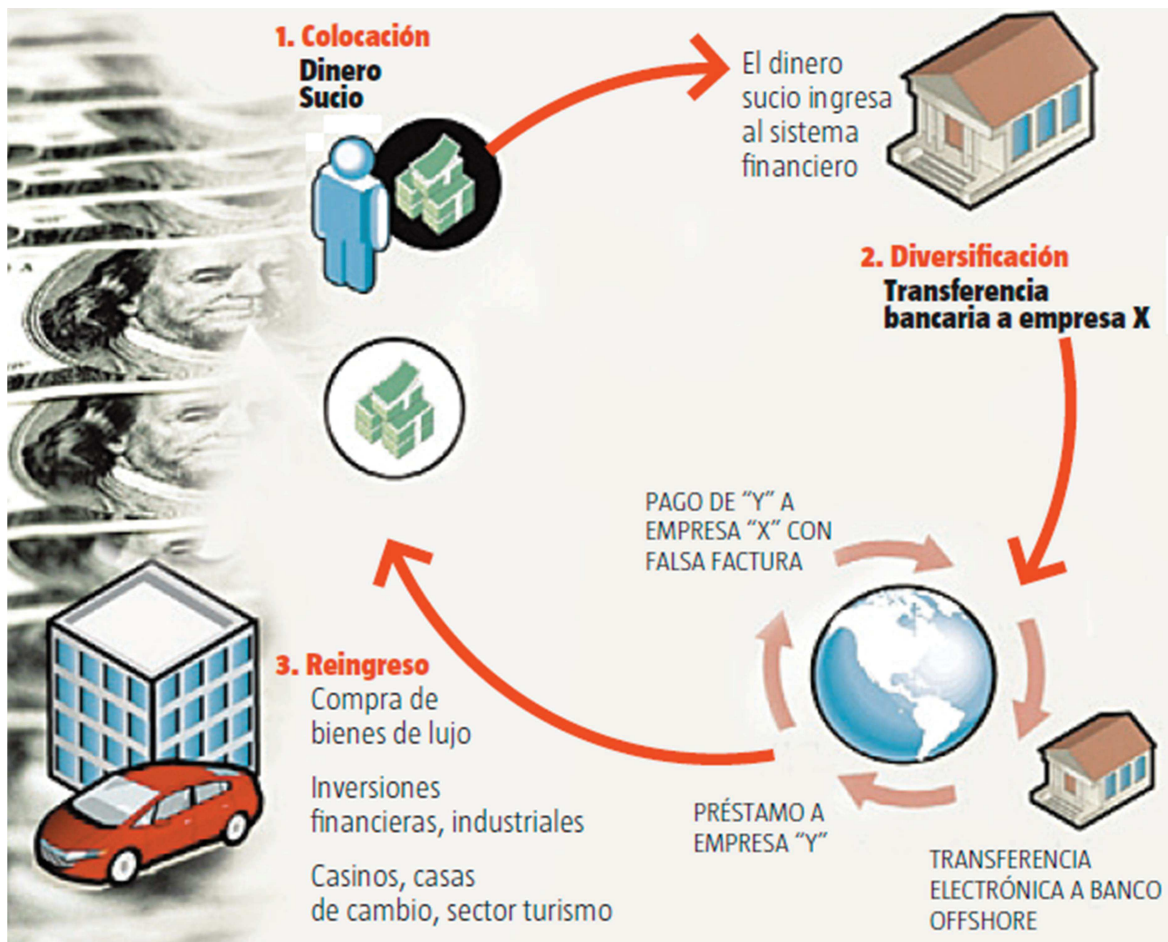 1. Colocación
Dinero
Sucio
El dinero
sucio ingresa
al sistema
financiero
2. Diversificación
Transferencia
bancaria a empresa X
PAGO DE “Y” A
EMPRESA “X” CON
FALSA FACTURA
3. Reingreso
Compra de
bienes de lujo
Inversiones
financieras, industriales
Casinos, casas
de cambio, sector turismo
PRÉSTAMO A
EMPRESA “Y”
TRANSFERENCIA
ELECTRÓNICA A BANCO
OFFSHORE